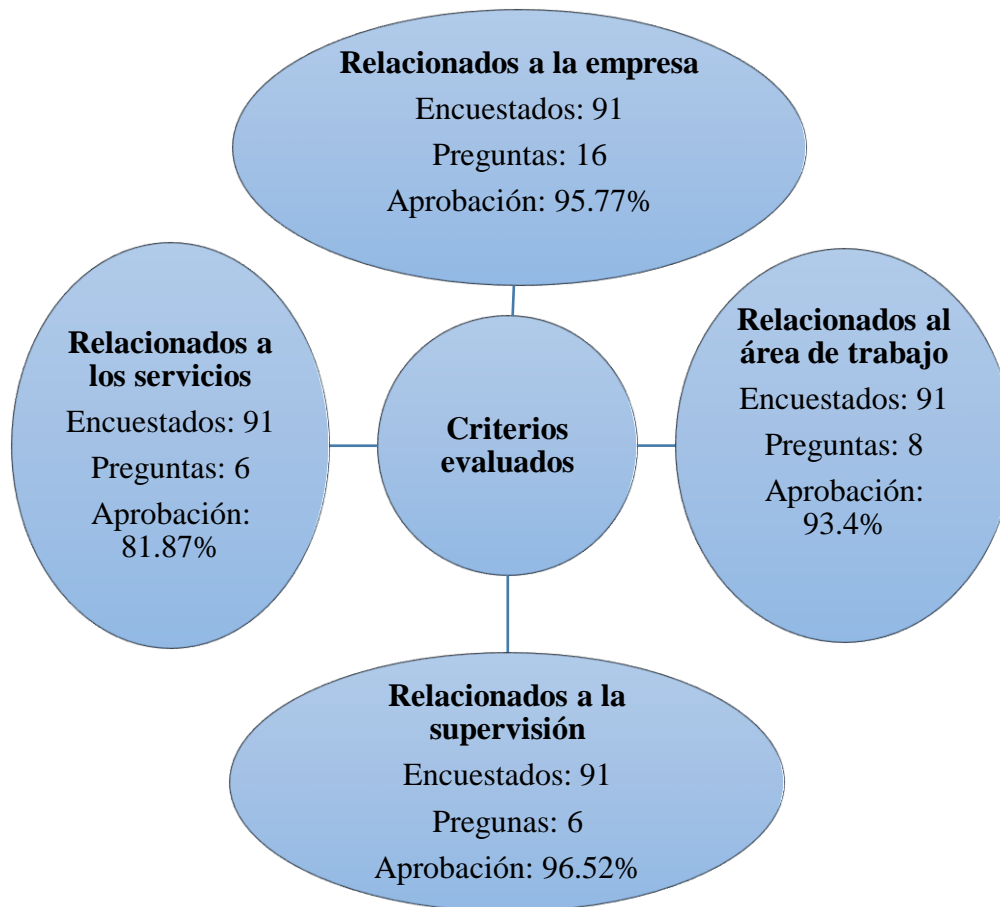 Relacionados a la empresa
Encuestados: 91
Preguntas: 16
Aprobación: 95.77%
Relacionados a
los servicios
Encuestados: 91
Preguntas: 6
Aprobación:
81.87%
Criterios
evaluados
Relacionados al
área de trabajo
Encuestados: 91
Preguntas: 8
Aprobación:
93.4%
Relacionados a la
supervisión
Encuestados: 91
Pregunas: 6
Aprobación: 96.52%